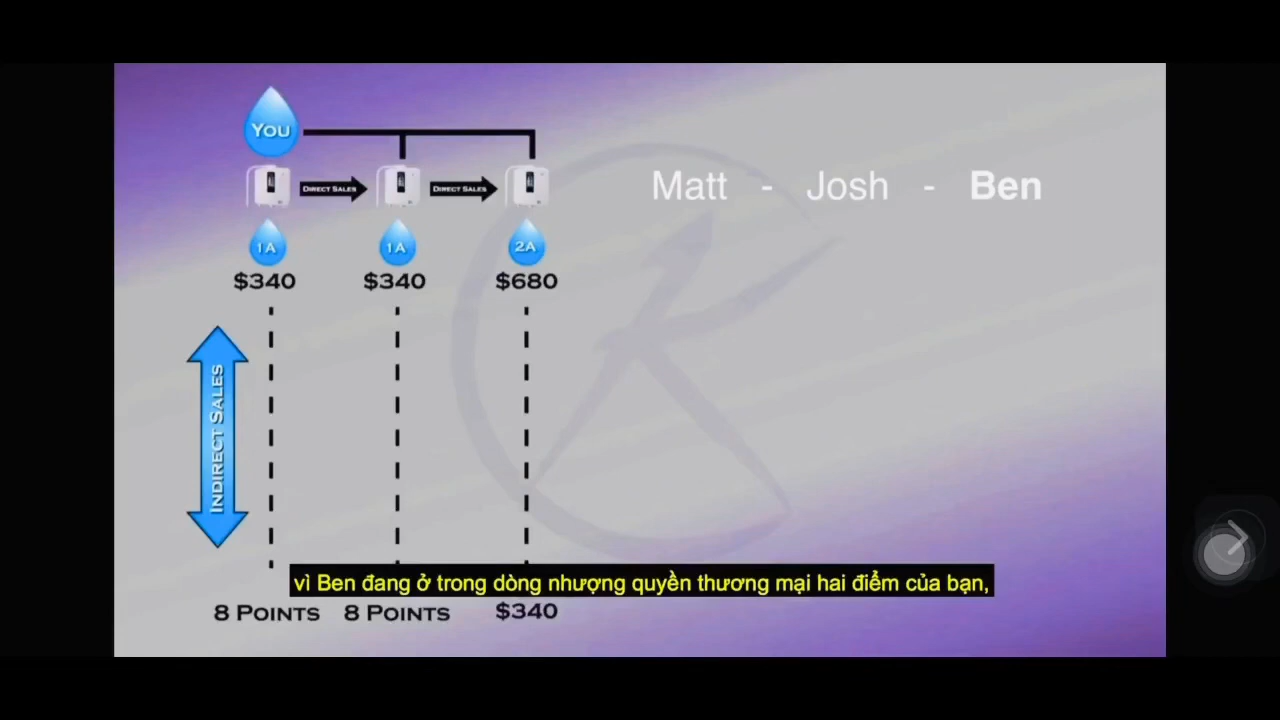 YOU
DIRECT SALES DIRECT SALES
Matt - Josh - Ben
1A 1A 2A
$340 $340 $680
INDIRECT SALES
vì Ben đang ở trong dòng nhượng quyền thương mại hai điểm của bạn,
8 POINTS 8 POINTS $340